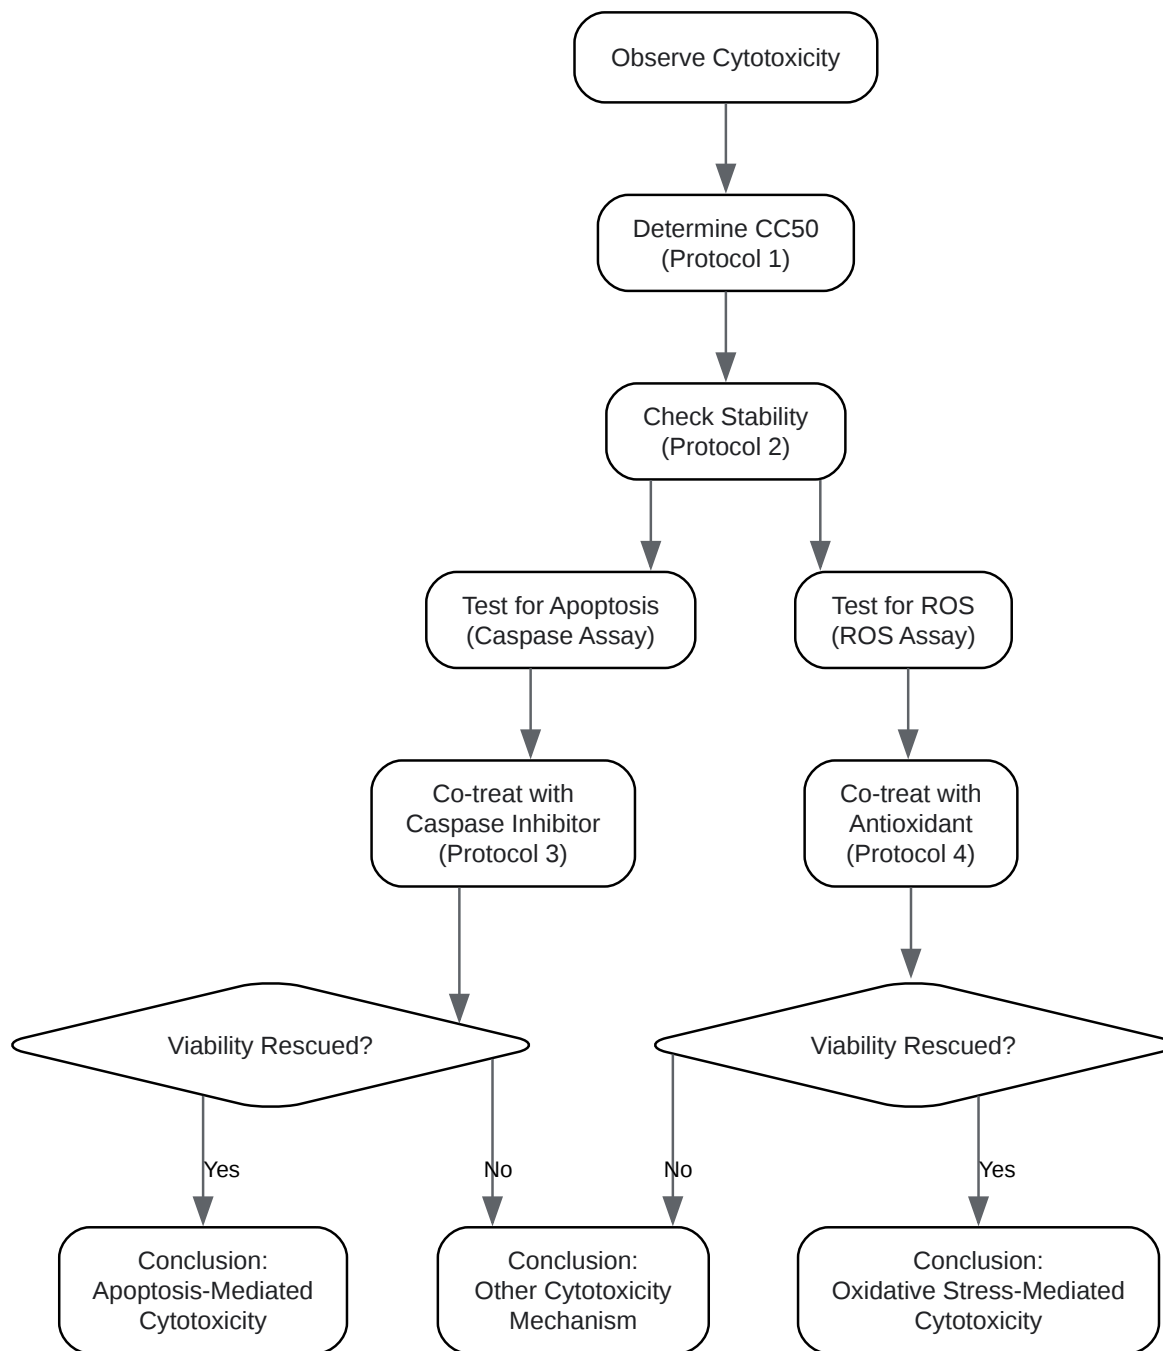 Observe Cytotoxicity
Determine CC50
(Protocol 1)
Check Stability
(Protocol 2)
Test for Apoptosis
(Caspase Assay)
Test for ROS
(ROS Assay)
Co-treat with
Caspase Inhibitor
(Protocol 3)
Co-treat with
Antioxidant
(Protocol 4)
Viability Rescued?
Viability Rescued?
Yes
No
No
Yes
Conclusion:
Apoptosis-Mediated
Cytotoxicity
Conclusion:
Other Cytotoxicity
Mechanism
Conclusion:
Oxidative Stress-Mediated
Cytotoxicity